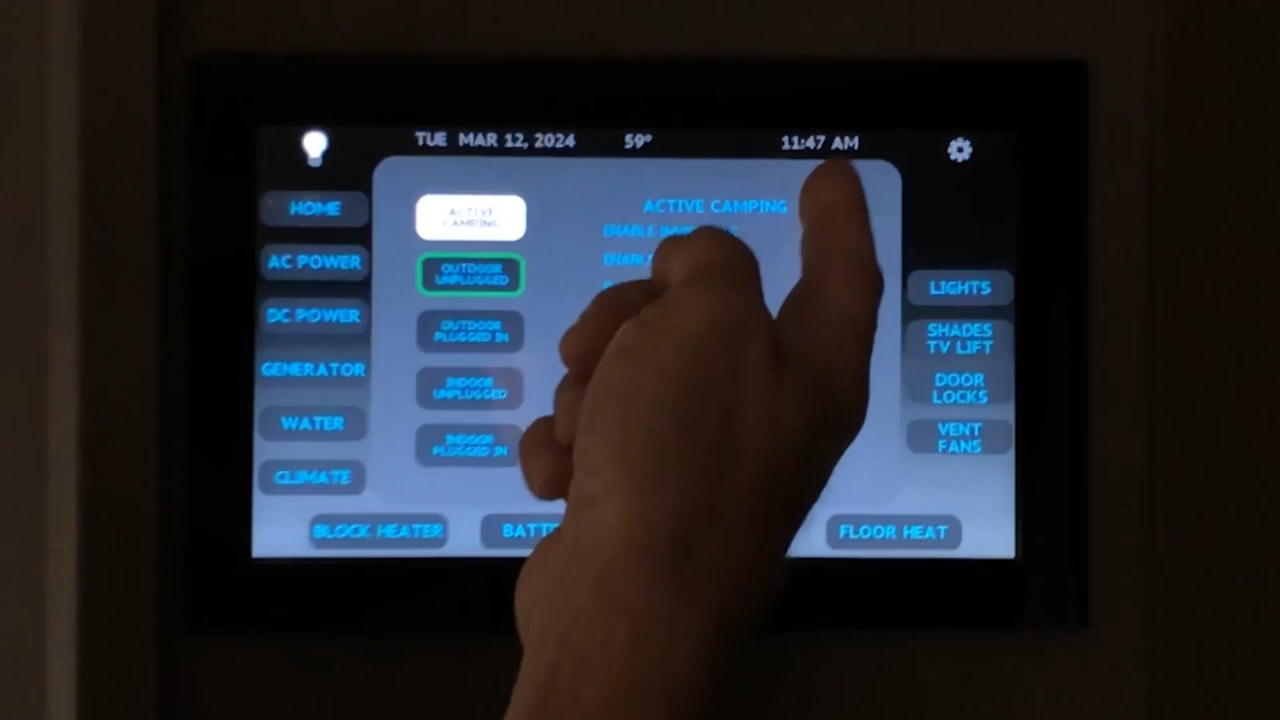 TUE MAR 12, 2024 59° 11:47 AM
HOME
AC POWER
DC POWER
GENERATOR
WATER
CLIMATE
ACTIVE
CAMPING
OUTDOOR
UNPLUGGED
OUTDOOR
PLUGGED IN
INDOOR
UNPLUGGED
INDOOR
PLUGGED IN
ACTIVE CAMPING
ENABLE
LIGHTS
SHADES
TV LIFT
DOOR
LOCKS
VENT
FANS
BLOCK HEATER
FLOOR HEAT